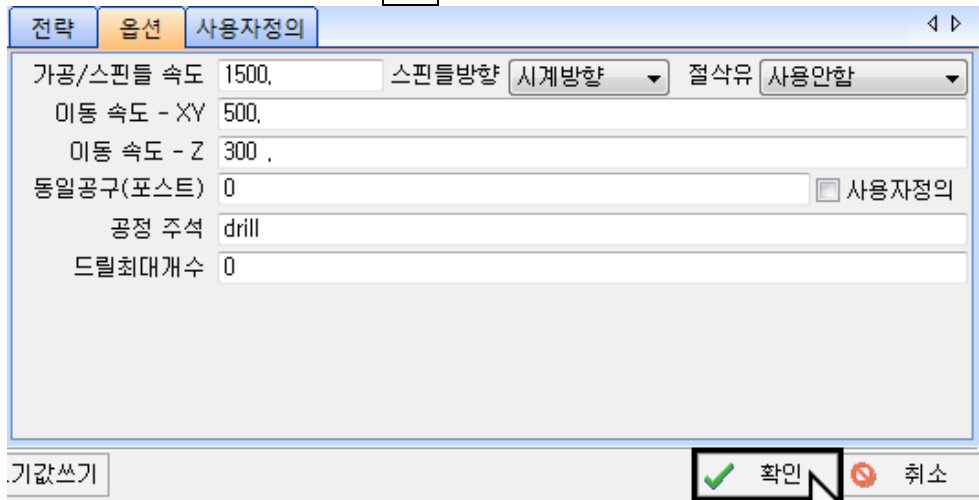 전략 옵션 사용자정의
가공/스핀들 속도 1500, 스핀들방향 시계방향 절삭유 사용안함
이동 속도 - XY 500,
이동 속도 - Z 300 ,
동일공구(포스트) 0 사용자정의
공정 주석 drill
드릴최대개수 0
기값쓰기 확인 취소